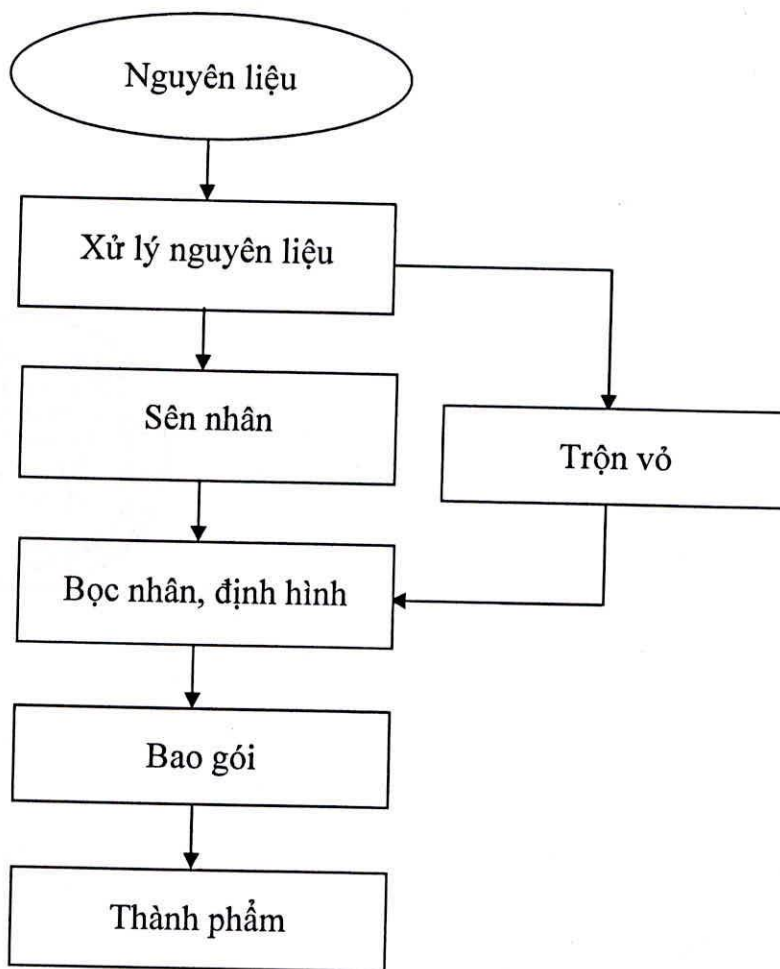 Nguyên liệu
Xử lý nguyên liệu
Sên nhân
Trộn vỏ
Bọc nhân, định hình
Bao gói
Thành phẩm